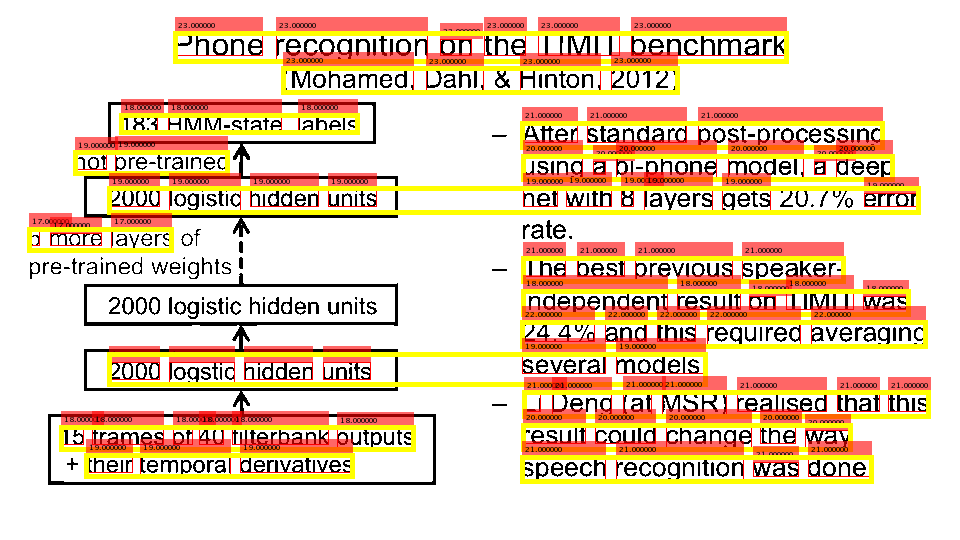 Phone recognition on the TIMIT benchmark
(Mohamed, Dahl, & Hinton, 2012)
183 HMM-state labels
not pre-trained
2000 logistic hidden units
more layers of
pre-trained weights
2000 logistic hidden units
2000 logstic hidden units
15 frames of 40 filterbank outputs
+ their temporal derivatives
– After standard post-processing
using a bi-phone model, a deep
net with 8 layers gets 20.7% error
rate.
– The best previous speaker-
independent result on TIMIT was
24.4% and this required averaging
several models
– Li Deng (at MSR) realised that this
result could change the way
speech recognition was done